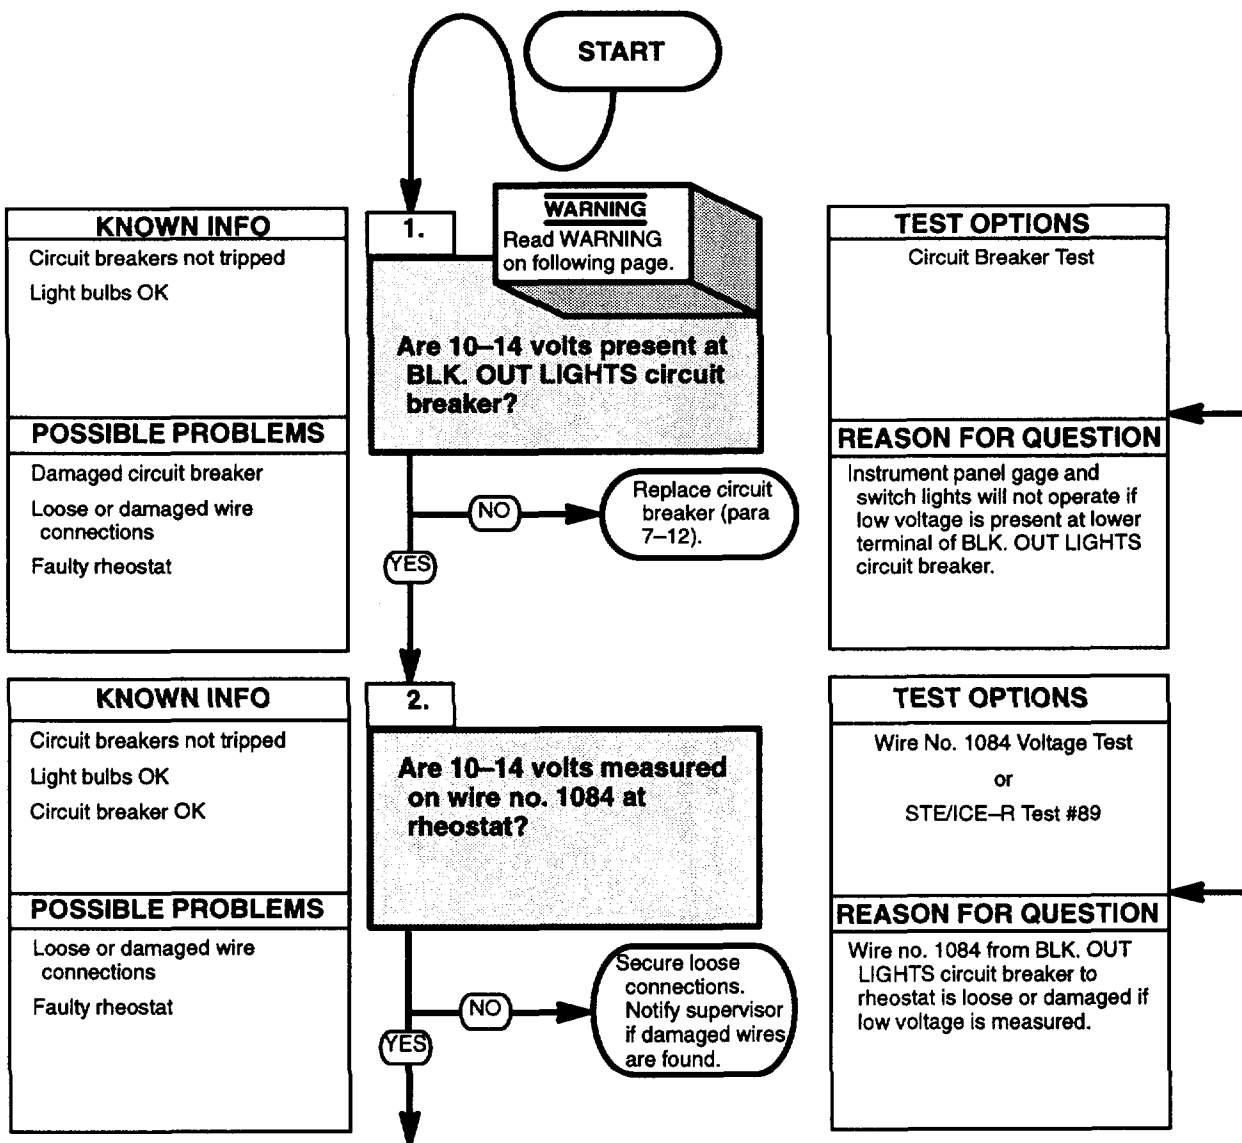 START
KNOWN INFO
Circuit breakers not tripped
Light bulbs OK
POSSIBLE PROBLEMS
Damaged circuit breaker
Loose or damaged wire
connections
Faulty rheostat
1.
WARNING
Read WARNING
on following page.
Are 10–14 volts present at
BLK. OUT LIGHTS circuit
breaker?
NO
Replace circuit
breaker (para
7–12).
YES
TEST OPTIONS
Circuit Breaker Test
REASON FOR QUESTION
Instrument panel gage and
switch lights will not operate if
low voltage is present at lower
terminal of BLK. OUT LIGHTS
circuit breaker.
KNOWN INFO
Circuit breakers not tripped
Light bulbs OK
Circuit breaker OK
POSSIBLE PROBLEMS
Loose or damaged wire
connections
Faulty rheostat
2.
Are 10–14 volts measured
on wire no. 1084 at
rheostat?
NO
Secure loose
connections.
Notify supervisor
if damaged wires
are found.
YES
TEST OPTIONS
Wire No. 1084 Voltage Test
or
STE/ICE–R Test #89
REASON FOR QUESTION
Wire no. 1084 from BLK. OUT
LIGHTS circuit breaker to
rheostat is loose or damaged if
low voltage is measured.